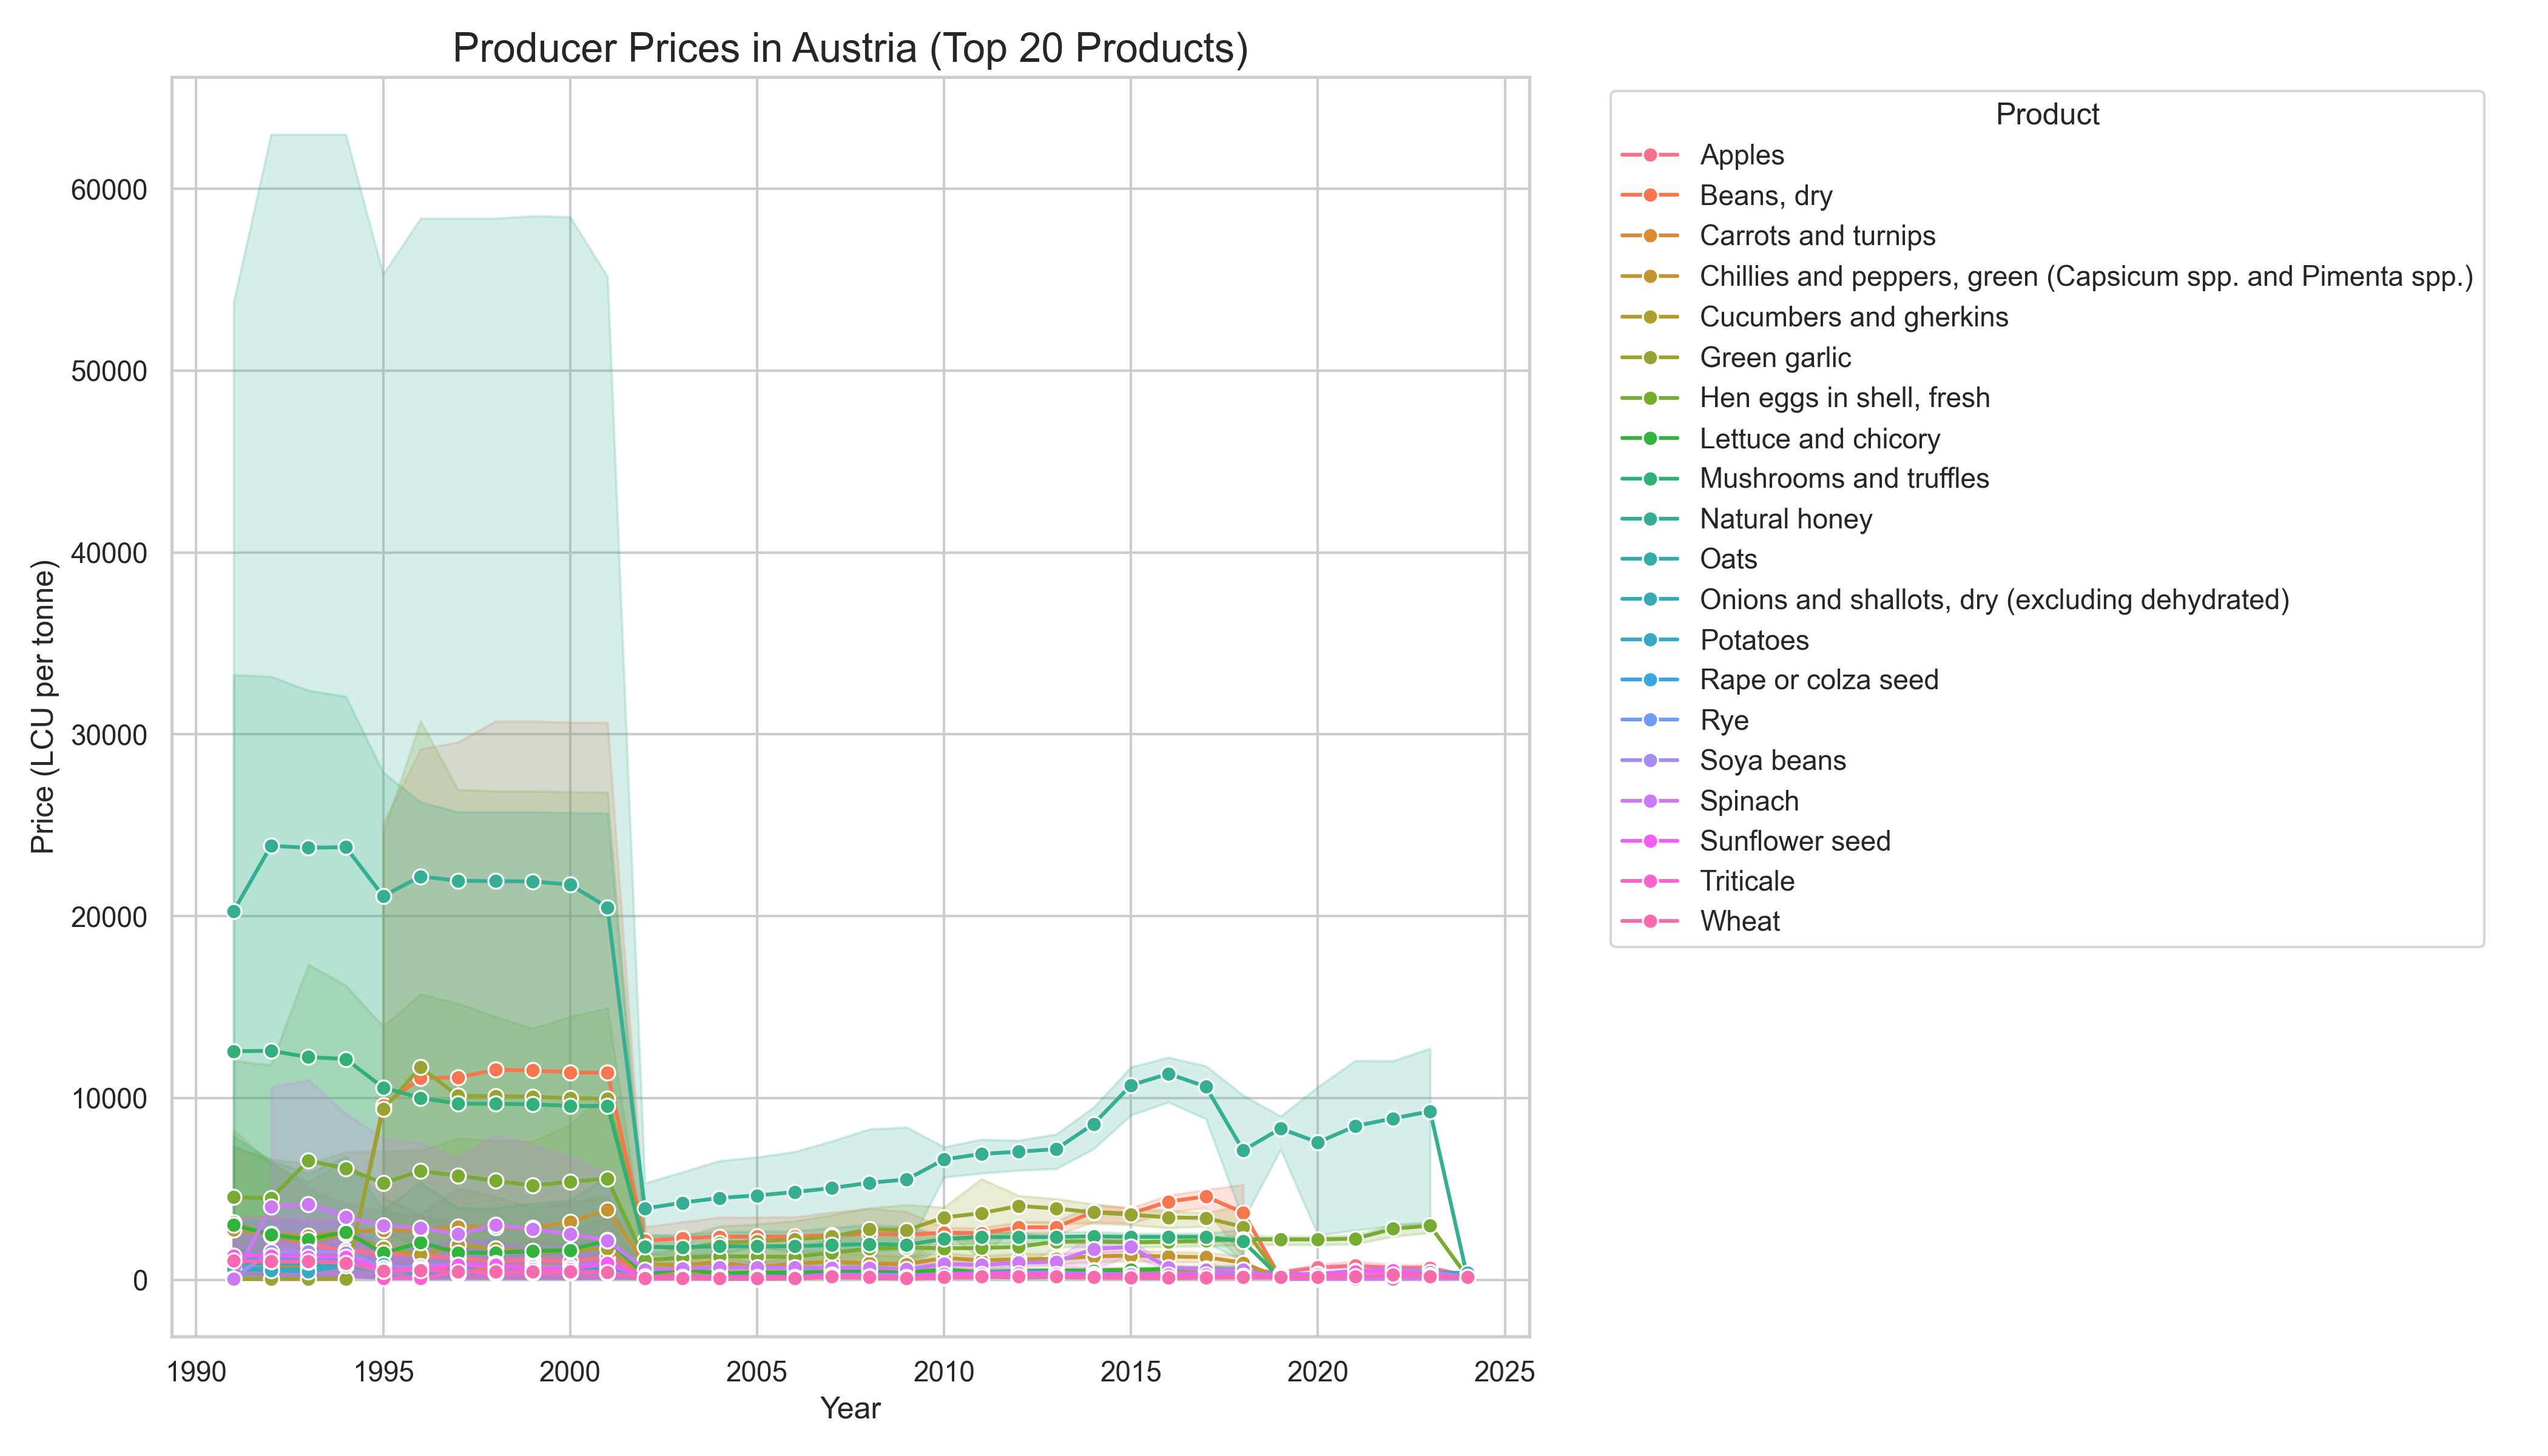 Producer Prices in Austria (Top 20 Products)
Price (LCU per tonne)
60000
50000
40000
30000
20000
10000
0
1990 1995 2000 2005 2010 2015 2020 2025
Year
Product
Apples
Beans, dry
Carrots and turnips
Chillies and peppers, green (Capsicum spp. and Pimenta spp.)
Cucumbers and gherkins
Green garlic
Hen eggs in shell, fresh
Lettuce and chicory
Mushrooms and truffles
Natural honey
Oats
Onions and shallots, dry (excluding dehydrated)
Potatoes
Rape or colza seed
Rye
Soya beans
Spinach
Sunflower seed
Triticale
Wheat